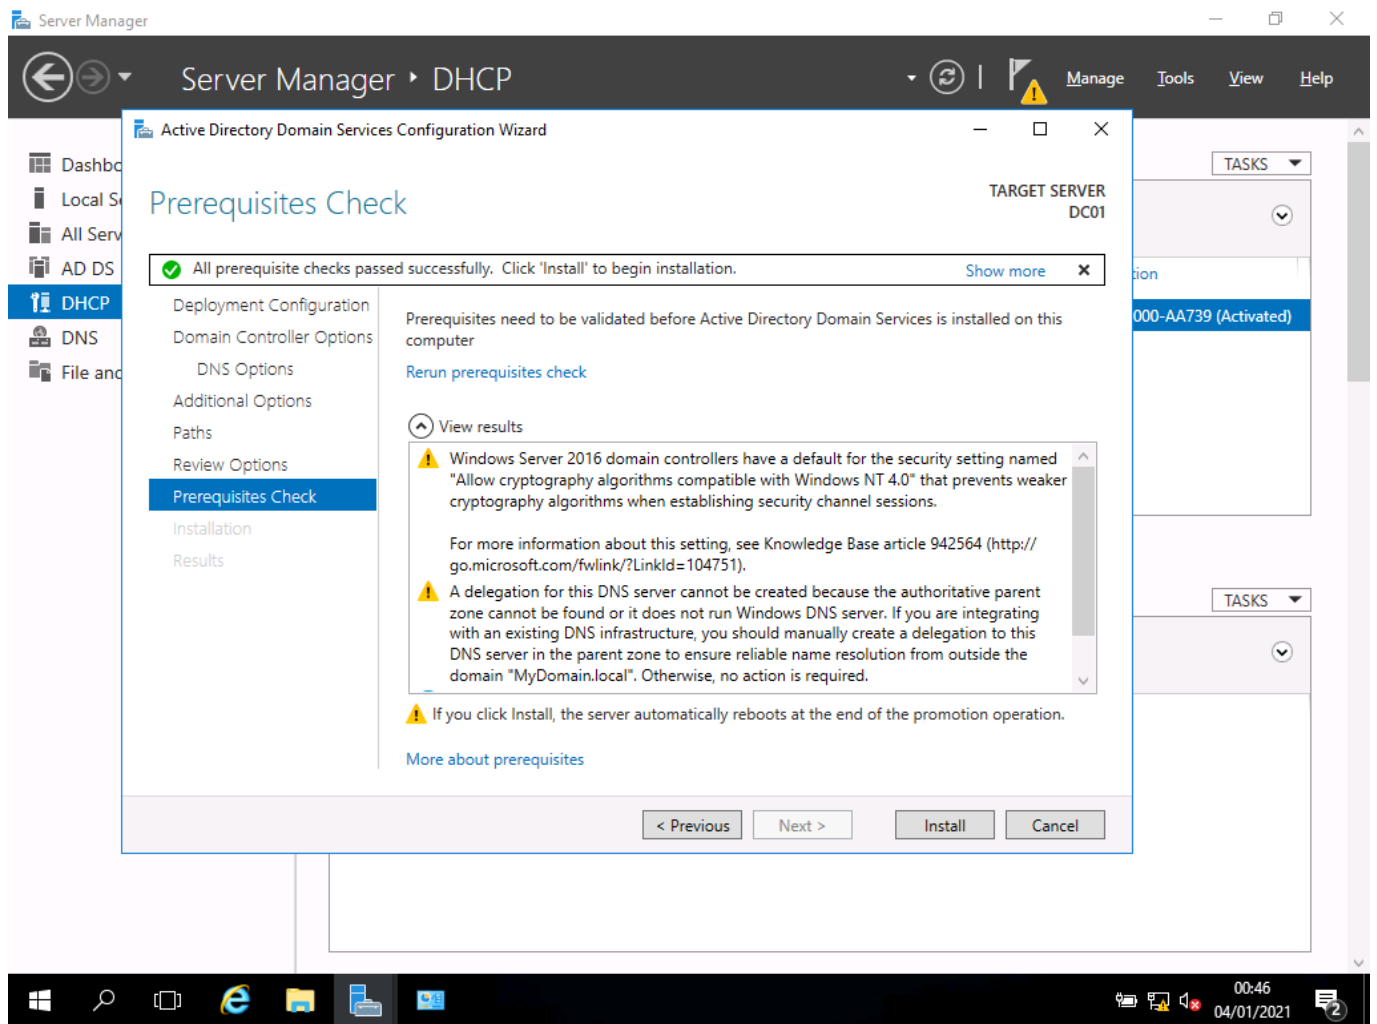 Server Manager
Server Manager • DHCP
Manage Tools View Help
Dashbo
Local Se
All Serv
AD DS
DHCP
DNS
File and
TASKS
tion
000-AA739 (Activated)
TASKS
Active Directory Domain Services Configuration Wizard
Prerequisites Check
TARGET SERVER
DC01
All prerequisite checks passed successfully.  Click 'Install' to begin installation.
Show more
Deployment Configuration
Domain Controller Options
DNS Options
Additional Options
Paths
Review Options
Prerequisites Check
Installation
Results
Prerequisites need to be validated before Active Directory Domain Services is installed on this
computer
Rerun prerequisites check
View results
Windows Server 2016 domain controllers have a default for the security setting named
"Allow cryptography algorithms compatible with Windows NT 4.0" that prevents weaker
cryptography algorithms when establishing security channel sessions.
For more information about this setting, see Knowledge Base article 942564 (http://
go.microsoft.com/fwlink/?LinkId=104751).
A delegation for this DNS server cannot be created because the authoritative parent
zone cannot be found or it does not run Windows DNS server. If you are integrating
with an existing DNS infrastructure, you should manually create a delegation to this
DNS server in the parent zone to ensure reliable name resolution from outside the
domain "MyDomain.local". Otherwise, no action is required.
If you click Install, the server automatically reboots at the end of the promotion operation.
More about prerequisites
< Previous
Next >
Install
Cancel
00:46
04/01/2021
2